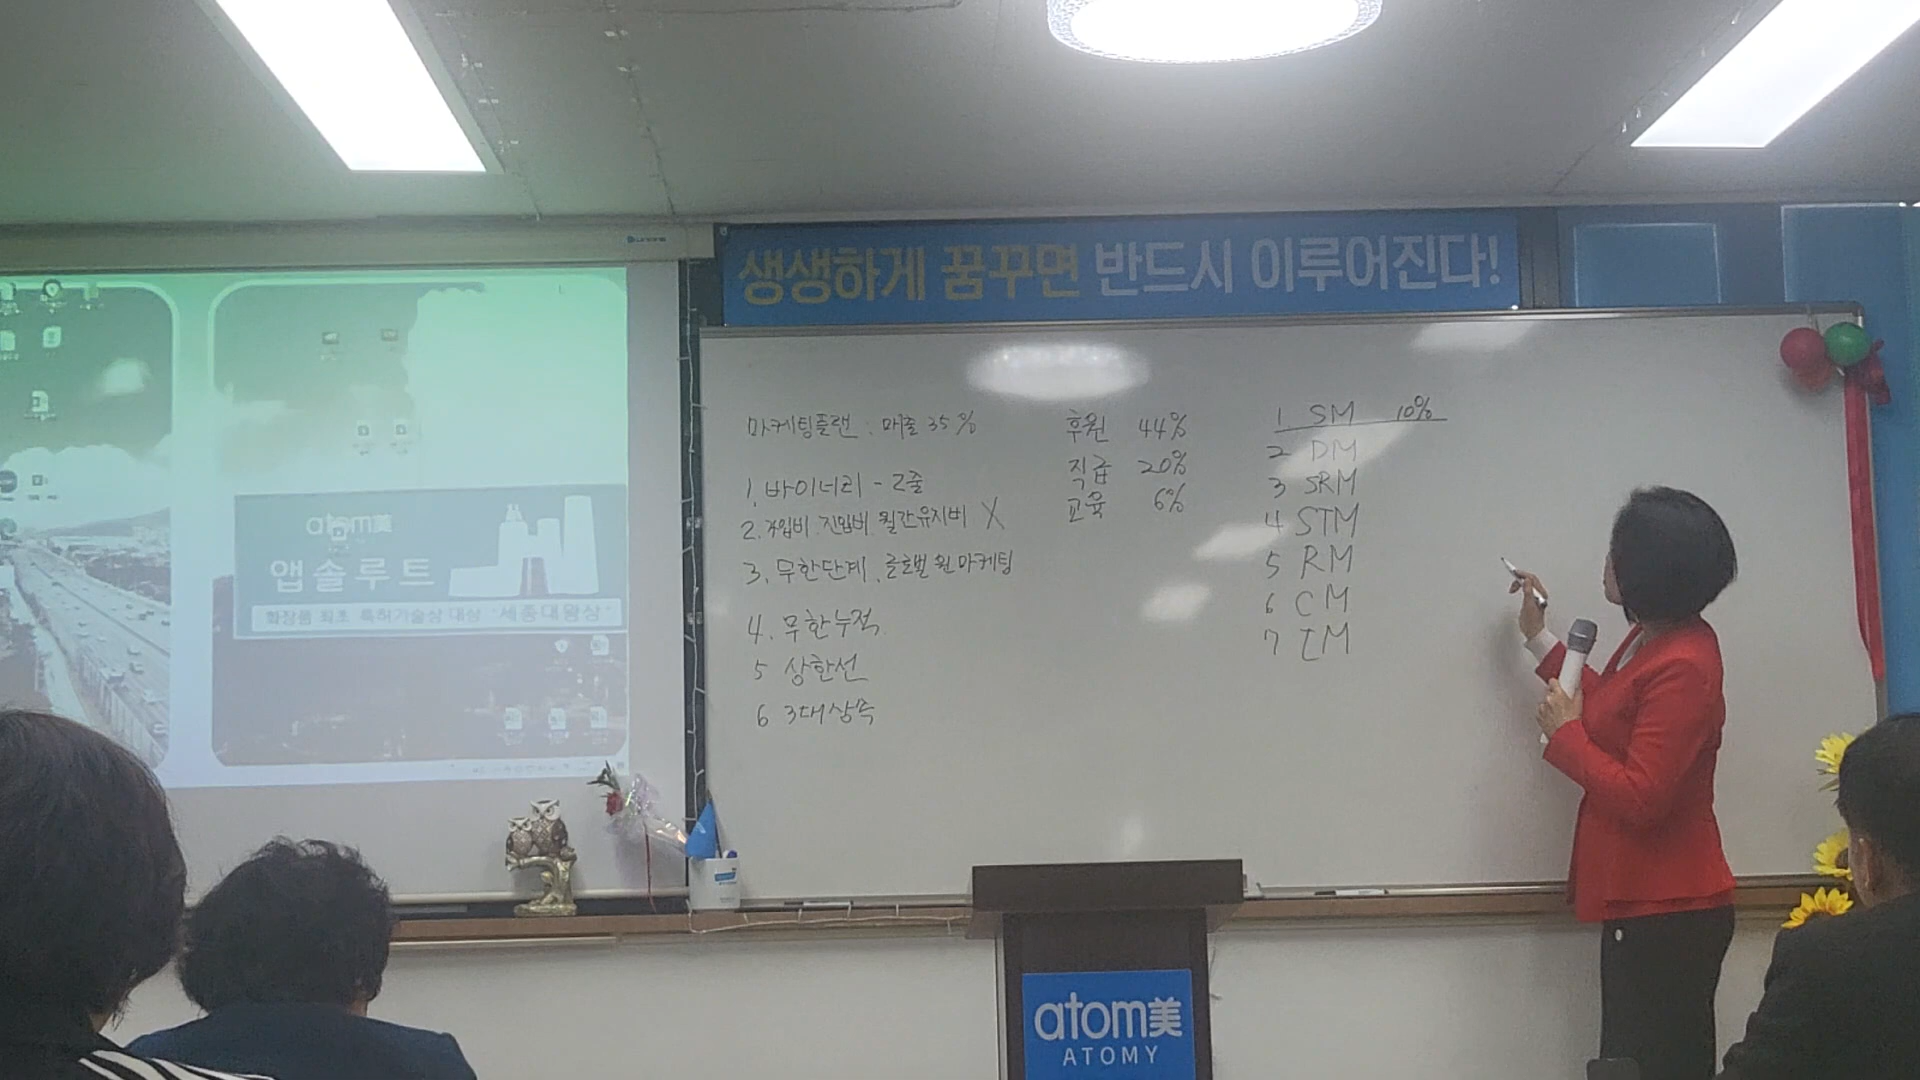 생생하게 꿈꾸면 반드시 이루어진다!
atom美
앱솔루트
화장품 최초 특허기술상 대상 "세종대왕상"
마케팅플랜 : 매출 35%
1. 바이너리 - 2줄
2. 가입비. 진입비. 월간유지비 X
3. 무한단계, 글로벌 원마케팅
4. 무한누적
5 상한선
6 3대상속
후원 44%
직급 20%
교육 6%
1. SM 10%
2 DM
3 SRM
4 STM
5 RM
6 CM
7 IM
atom美
ATOMY